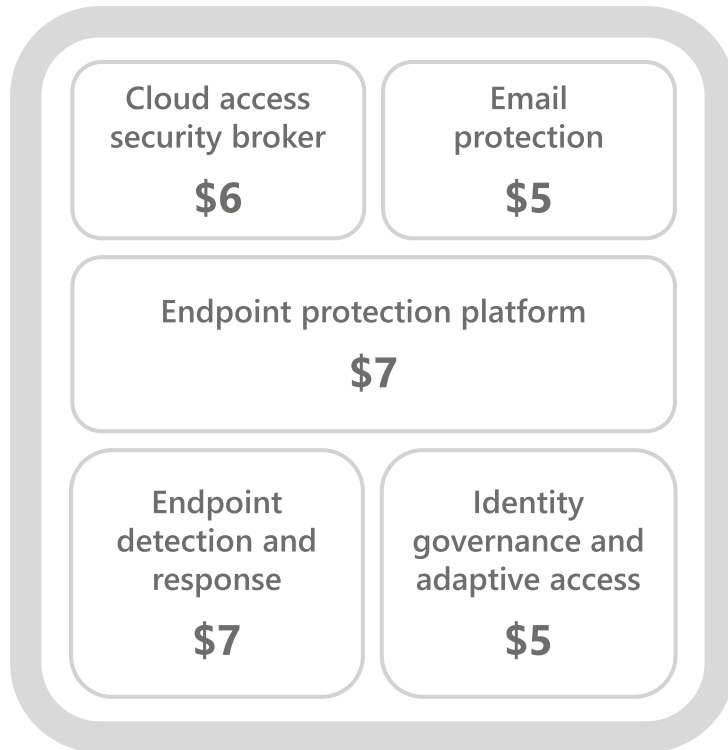 Cloud access
security broker
$6
Email
protection
$5
Endpoint protection platform
$7
Endpoint
detection and
response
$7
Identity
governance and
adaptive access
$5